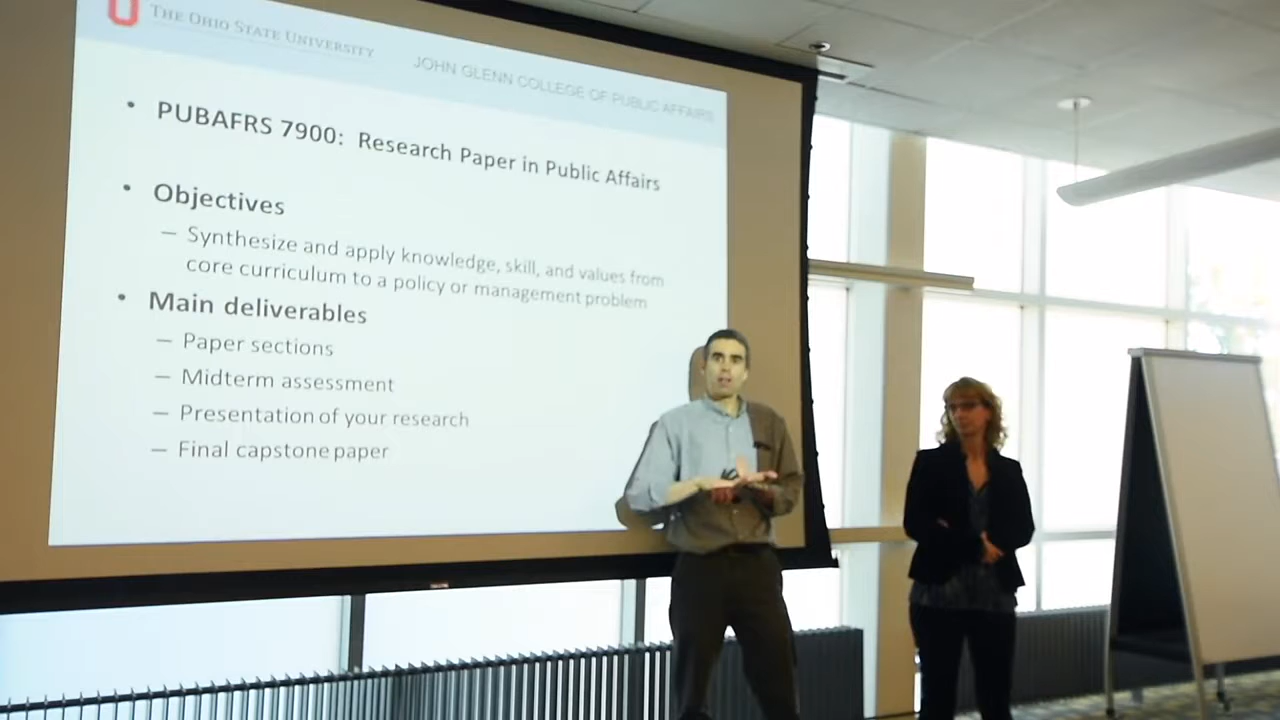 THE OHIO STATE UNIVERSITY
JOHN GLENN COLLEGE OF PUBLIC AFFAIRS
• PUBAFRS 7900: Research Paper in Public Affairs
• Objectives
– Synthesize and apply knowledge, skill, and values from
core curriculum to a policy or management problem
• Main deliverables
– Paper sections
– Midterm assessment
– Presentation of your research
– Final capstone paper